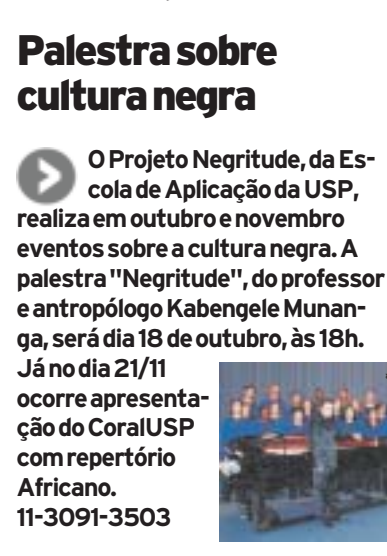 Palestra sobre
cultura negra
O Projeto Negritude, da Es-
cola de Aplicação da USP,
realiza em outubro e novembro
eventos sobre a cultura negra. A
palestra "Negritude", do professor
e antropólogo Kabengele Munan-
ga, será dia 18 de outubro, às 18h.
Já no dia 21/11
ocorre apresenta-
ção do CoralUSP
com repertório
Africano.
11-3091-3503